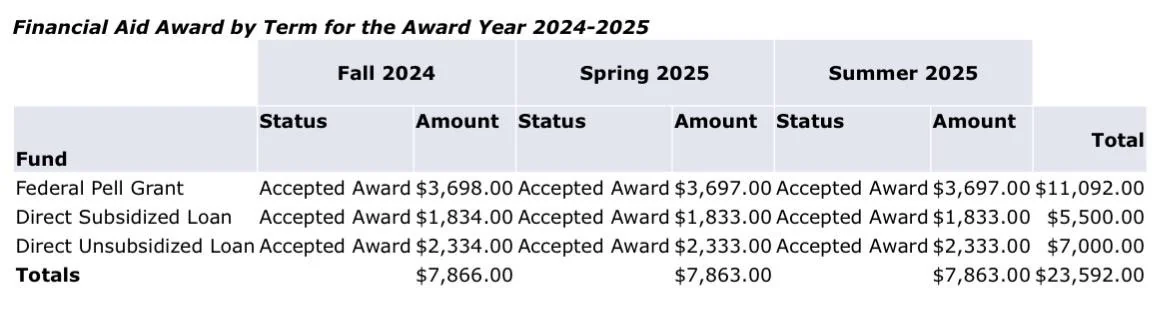 Financial Aid Award by Term for the Award Year 2024-2025
Fall 2024 Spring 2025 Summer 2025
Status Amount Status Amount Status Amount
Total
Fund
Federal Pell Grant Accepted Award $3,698.00 Accepted Award $3,697.00 Accepted Award $3,697.00 $11,092.00
Direct Subsidized Loan Accepted Award $1,834.00 Accepted Award $1,833.00 Accepted Award $1,833.00 $5,500.00
Direct Unsubsidized Loan Accepted Award $2,334.00 Accepted Award $2,333.00 Accepted Award $2,333.00 $7,000.00
Totals $7,866.00 $7,863.00 $7,863.00 $23,592.00